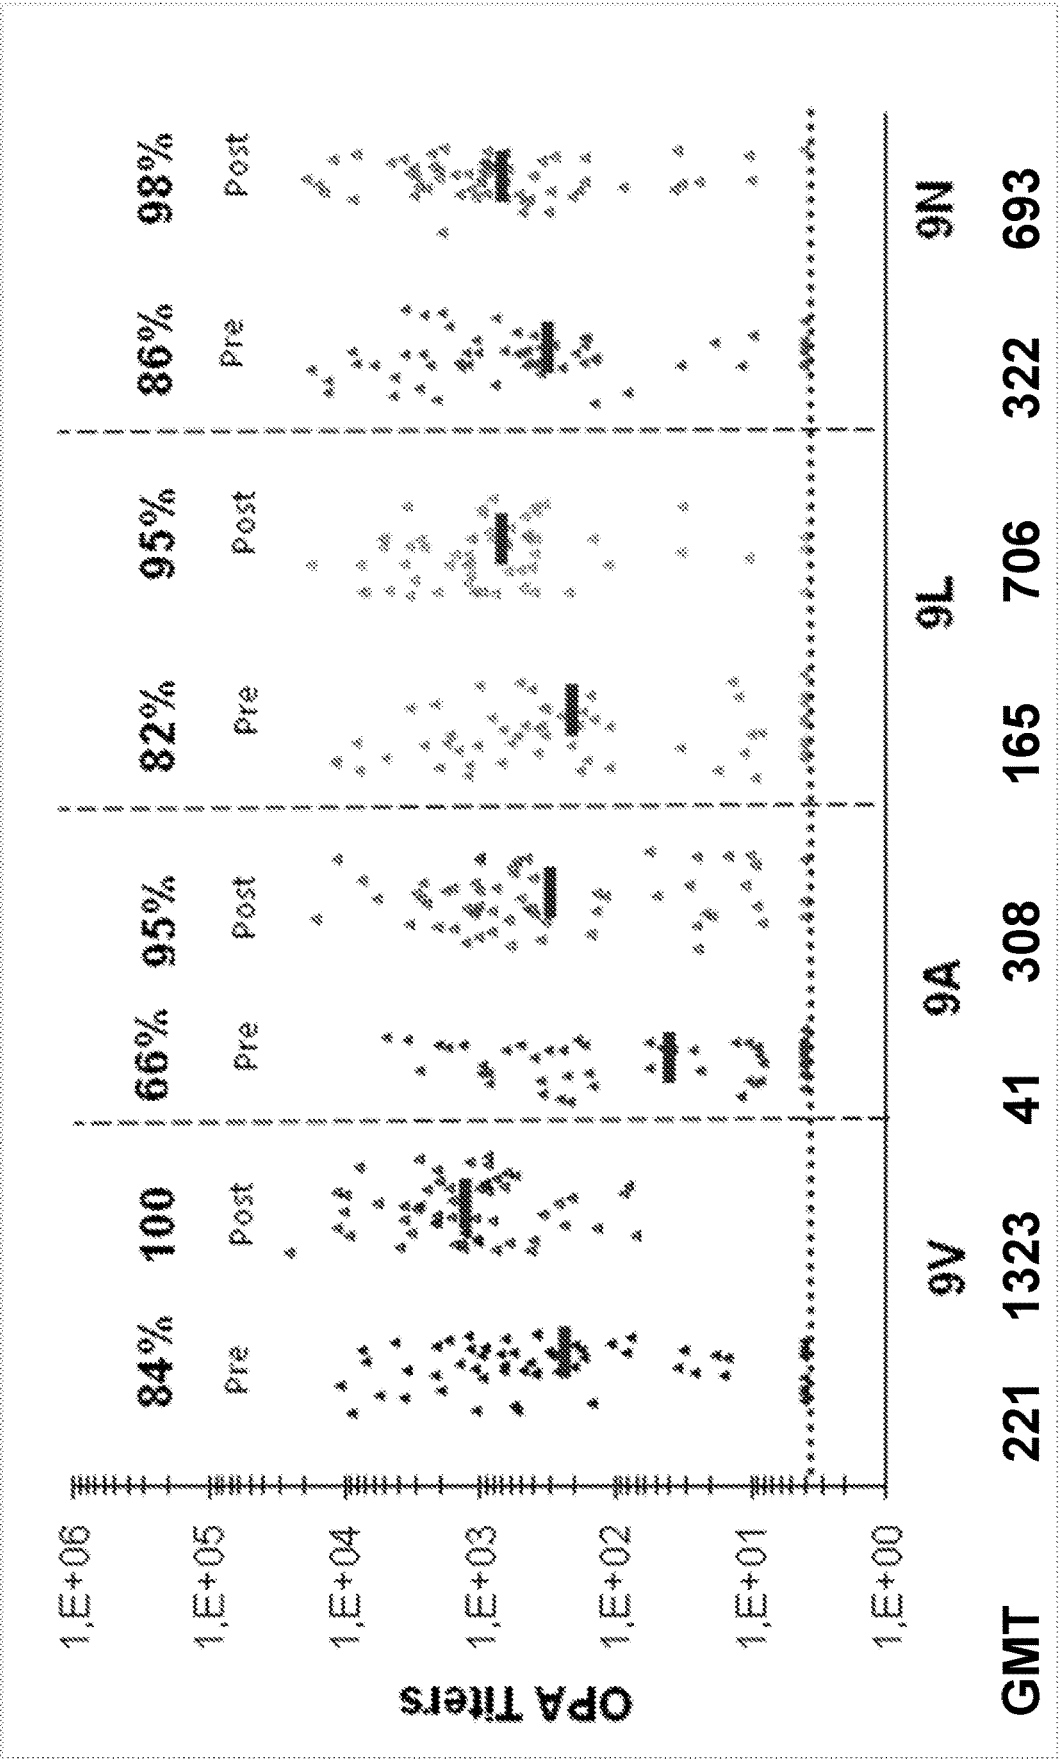 84% 100 66% 95% 82% 95% 86% 98%
Pre Post Pre Post Pre Post Pre Post
OPA Titers
1,E+06
1,E+05
1,E+04
1,E+03
1,E+02
1,E+01
1,E+00
9V 9A 9L 9N
GMT 221 1323 41 308 165 706 322 693